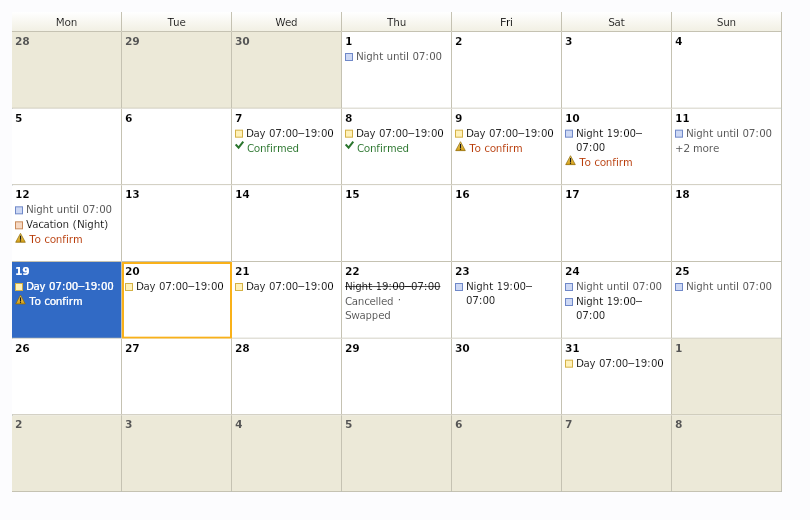 Mon Tue Wed Thu Fri Sat Sun
28 29 30 1 2 3 4
Night until 07:00
5 6 7 8 9 10 11
Day 07:00–19:00 Day 07:00–19:00 Day 07:00–19:00 Night 19:00–07:00 Night until 07:00
Confirmed Confirmed To confirm To confirm +2 more
12 13 14 15 16 17 18
Night until 07:00
Vacation (Night)
To confirm
19 20 21 22 23 24 25
Day 07:00–19:00 Day 07:00–19:00 Day 07:00–19:00 Night 19:00–07:00 Night 19:00–07:00 Night until 07:00 Night until 07:00
To confirm Cancelled · Swapped Night 19:00–07:00
26 27 28 29 30 31 1
Day 07:00–19:00
2 3 4 5 6 7 8